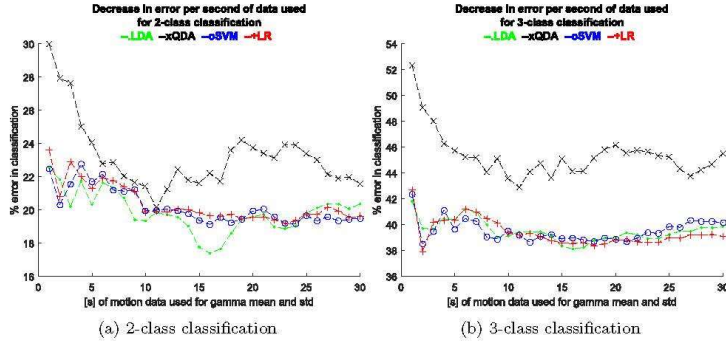 Decrease in error per second of data used
for 2-class classification
--.LDA --xQDA --oSVM --+LR
% error in classification
30
28
26
24
22
20
18
16
0 5 10 15 20 25 30
[s] of motion data used for gamma mean and std
(a) 2-class classification
Decrease in error per second of data used
for 3-class classification
--.LDA --xQDA --oSVM --+LR
% error in classification
54
52
50
48
46
44
42
40
38
36
0 5 10 15 20 25 30
[s] of motion data used for gamma mean and std
(b) 3-class classification